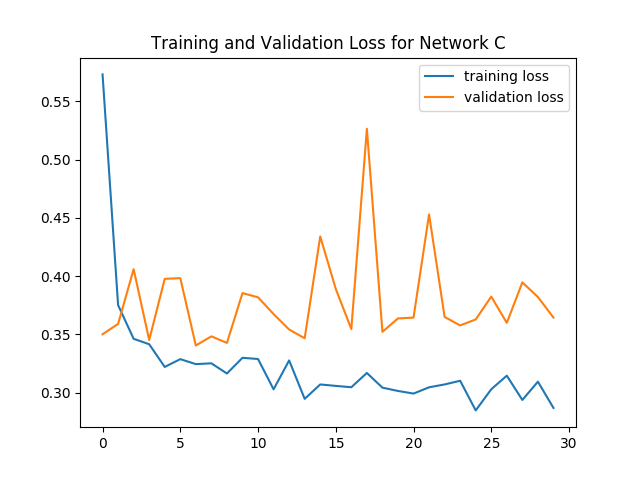 Training and Validation Loss for Network C
training loss
validation loss
0.55
0.50
0.45
0.40
0.35
0.30
0 5 10 15 20 25 30